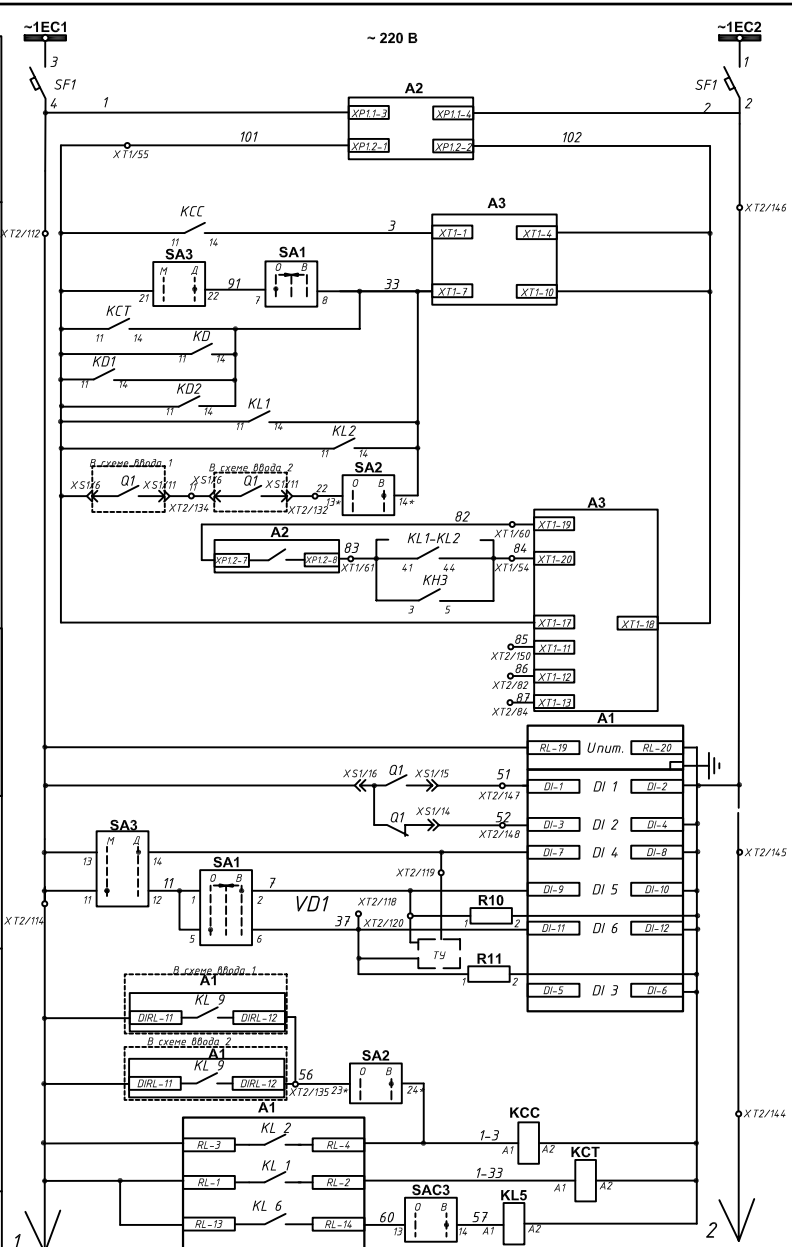 ~1EC1 ~ 220 В ~1EC2
3 1
SF1 A2 SF1
4 1 XP1.1-3 XP1.1-4 2 2
101 XP1.2-1 XP1.2-2 102
XT1/55
KCC A3 XT2/146
XT2/112 11 14 3 XT1-1 XT1-4
SA3 SA1
М Д О В
21 22 91 7 8 33 XT1-7 XT1-10
KCT
11 14 KD
11 14
KD1
11 14
KD2
11 14 KL1
11 14
KL2
11 14
В схеме ввода 1 В схеме ввода 2 SA2
XS1/6 Q1 XS1/11 11 XS1/6 Q1 XS1/11 22 О В
XT2/134 XT2/132 13* 14*
A3
82 XT1/60 XT1-19
A2 KL1-KL2
XP1.2-7 XP1.2-8 83 XT1/61 41 44 84 XT1/54 XT1-20
KH3
3 5
XT1-17 XT1-18
85 XT1-11
XT2/150
86 XT1-12
XT2/82
87 XT1-13
XT2/84
A1
RL-19 Uпит. RL-20
XS1/16 Q1 XS1/15 51 DI-1 DI 1 DI-2
XT2/147
Q1 XS1/14 52 DI-3 DI 2 DI-4
XT2/148
SA3
М Д
13 14 DI-7 DI 4 DI-8 XT2/145
SA1 XT2/119
О В
11 12 11 1 2 7 DI-9 DI 5 DI-10
XT2/114 VD1 XT2/118 R10
1 2
5 6 37 XT2/120 DI-11 DI 6 DI-12
ТУ R11
1 2
DI-5 DI 3 DI-6
В схеме ввода 1
A1
KL 9
DIRL-11 DIRL-12
В схеме ввода 2
A1
KL 9 SA2
DIRL-11 DIRL-12 56 О В
XT2/135 23* 24*
A1 KCC
KL 2 XT2/144
RL-3 RL-4 1-3 A1 A2
KCT
KL 1
RL-1 RL-2 1-33 A1 A2
SAC3 KL5
KL 6 О В
RL-13 RL-14 60 13 14 57 A1 A2
1 2